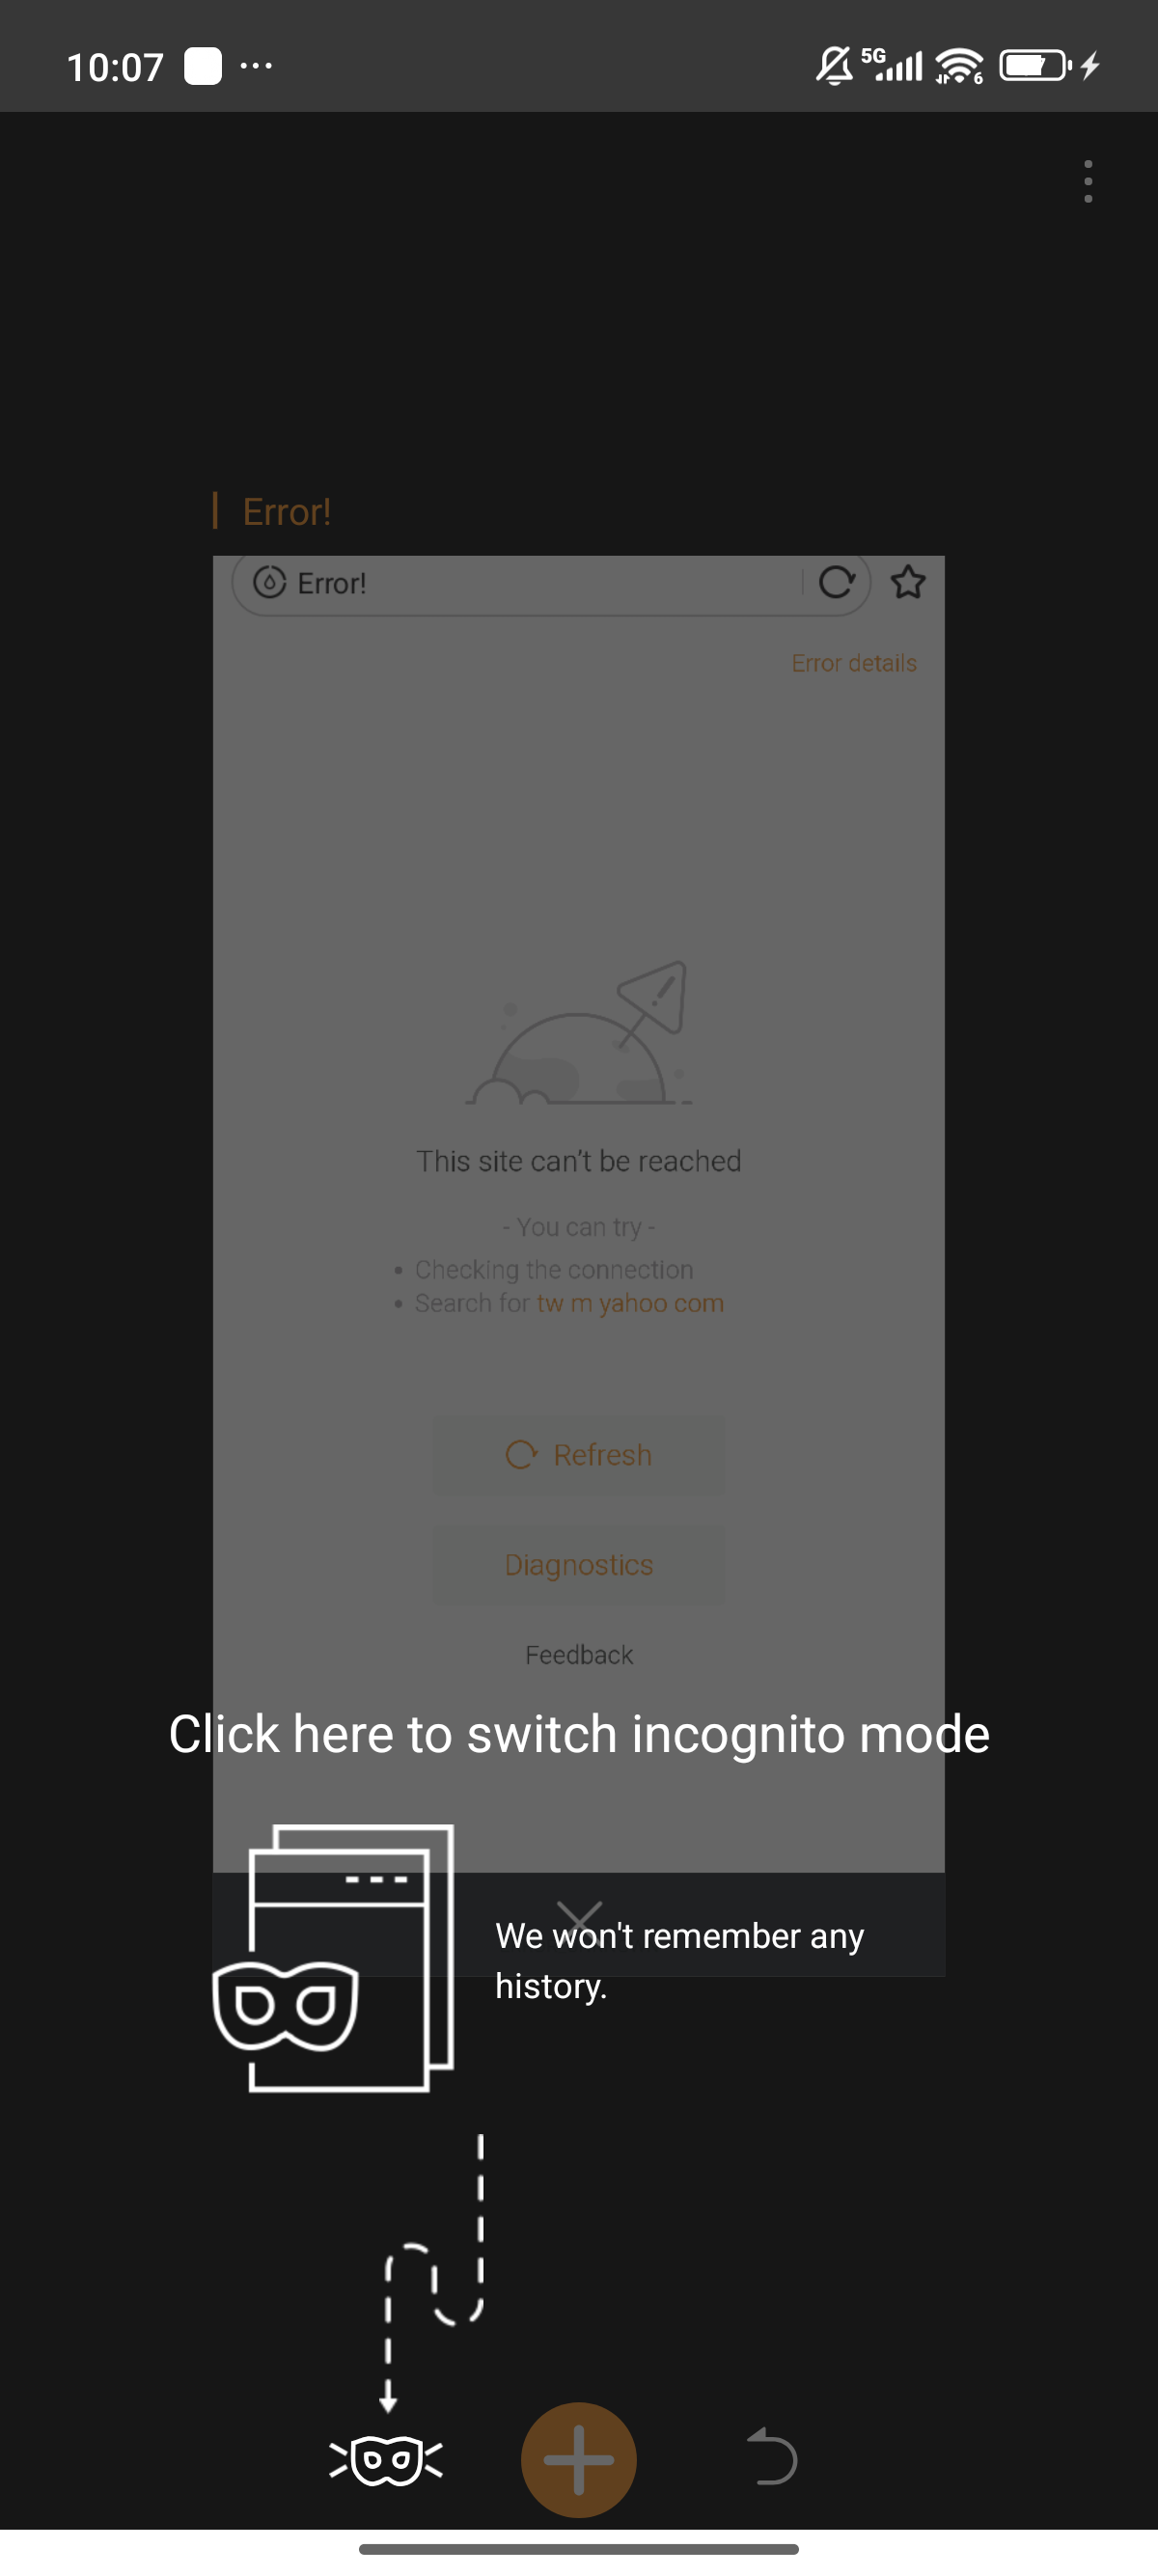 10:07
5G
6
Error!
Error!
Error details
This site can't be reached
- You can try -
• Checking the connection
• Search for tw m yahoo com
Refresh
Diagnostics
Feedback
Click here to switch incognito mode
We won't remember any
history.